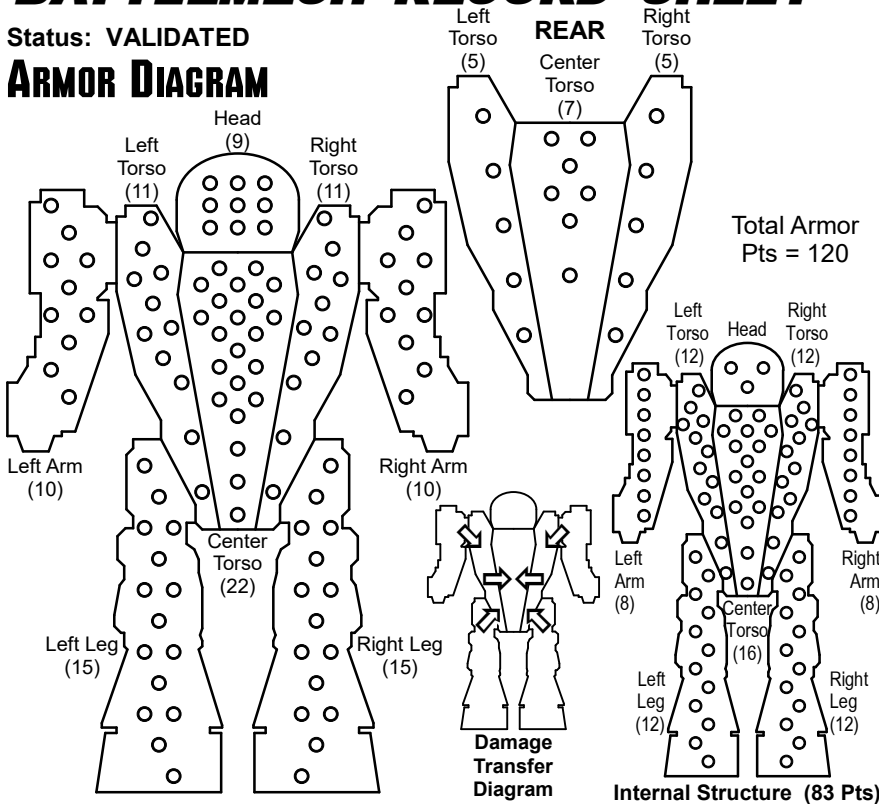 BATTLEMECH RECORD SHEET
Status: VALIDATED
ARMOR DIAGRAM
Head
(9)
Left
Torso
(11)
Right
Torso
(11)
Left Arm
(10)
Right Arm
(10)
Center
Torso
(22)
Left Leg
(15)
Right Leg
(15)
Left
Torso
(5)
REAR
Center
Torso
(7)
Right
Torso
(5)
Total Armor
Pts = 120
Damage
Transfer
Diagram
Left
Torso
(12)
Head
Right
Torso
(12)
Left
Arm
(8)
Right
Arm
(8)
Center
Torso
(16)
Left
Leg
(12)
Right
Leg
(12)
Internal Structure (83 Pts)